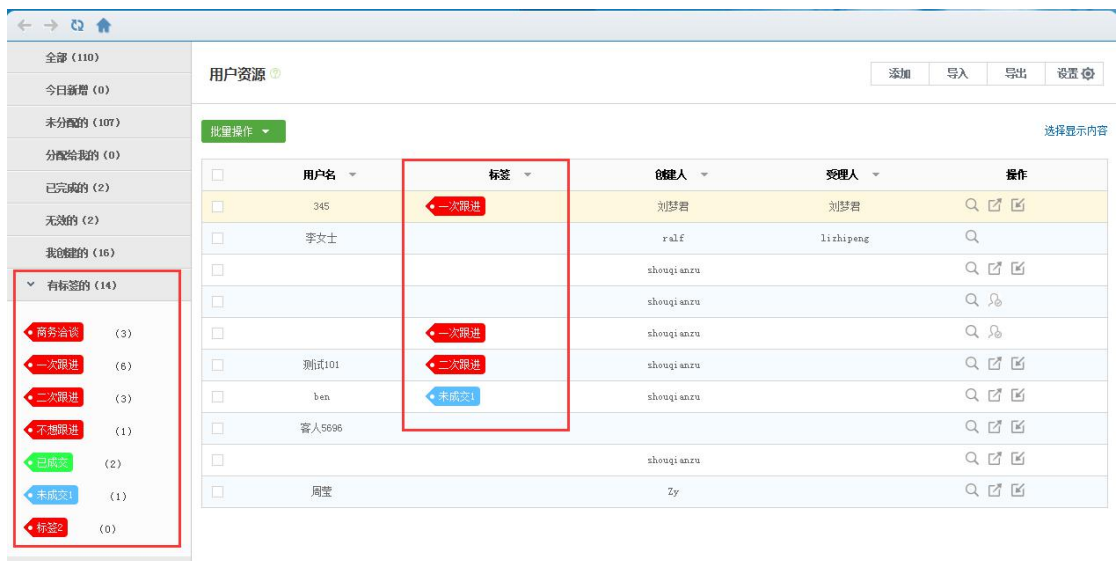 全部 (110)
今日新增 (0)
未分配的 (107)
分配给我的 (0)
已完成的 (2)
无效的 (2)
我创建的 (16)
有标签的 (14)
商务洽谈 (3)
一次跟进 (6)
二次跟进 (3)
不想跟进 (1)
已成交 (2)
未成交1 (1)
标签2 (0)
用户资源
添加 导入 导出 设置
批量操作 选择显示内容
用户名 标签 创建人 受理人 操作
345 一次跟进 刘梦君 刘梦君
李女士 ralf lizhipeng
shouqianzu
shouqianzu
一次跟进 shouqianzu
测试101 二次跟进 shouqianzu
ben 未成交1 shouqianzu
客人5696
shouqianzu
周莹 Zy